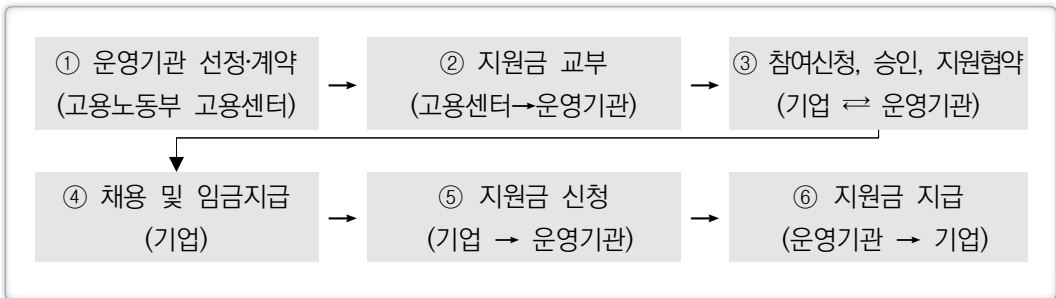 ① 운영기관 선정·계약
(고용노동부 고용센터)
→
② 지원금 교부
(고용센터→운영기관)
→
③ 참여신청, 승인, 지원협약
(기업 ⇄ 운영기관)
④ 채용 및 임금지급
(기업)
→
⑤ 지원금 신청
(기업 → 운영기관)
→
⑥ 지원금 지급
(운영기관 → 기업)